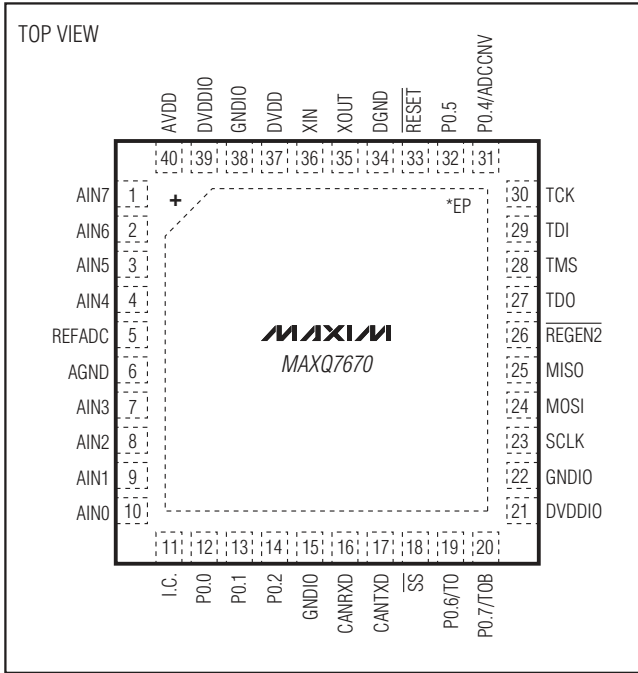 TOP VIEW
AVDD DVDDIO GNDIO DVDD XIN XOUT DGND RESET P0.5 P0.4/ADCCNV
40 39 38 37 36 35 34 33 32 31
AIN7 1 + *EP 30 TCK
AIN6 2 29 TDI
AIN5 3 28 TMS
AIN4 4 27 TDO
REFADC 5 MAXIM 26 REGEN2
AGND 6 MAXQ7670 25 MISO
AIN3 7 24 MOSI
AIN2 8 23 SCLK
AIN1 9 22 GNDIO
AIN0 10 21 DVDDIO
11 12 13 14 15 16 17 18 19 20
I.C. P0.0 P0.1 P0.2 GNDIO CANRXD CANTXD SS P0.6/T0 P0.7/T0B